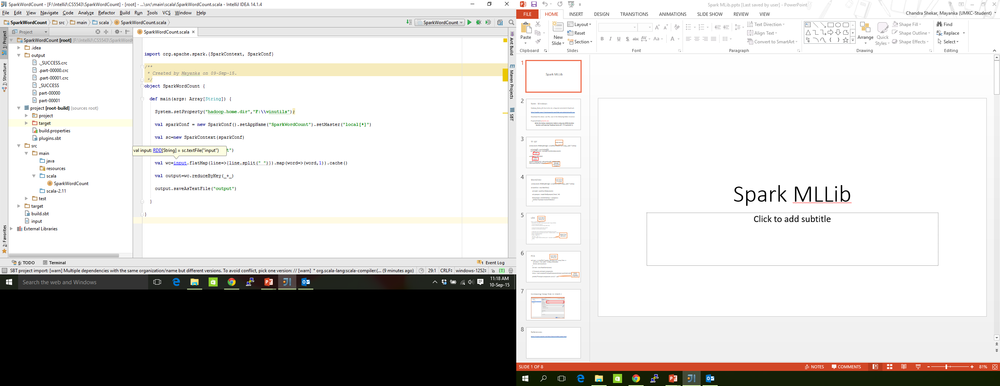 SparkWordCount - [F:\IntelliJ\CS5543\SparkWordCount] - [root] - ...\src\main\scala\SparkWordCount.scala - IntelliJ IDEA 14.1.4
File Edit View Navigate Code Analyze Refactor Build Run Tools VCS Window Help
SparkWordCount src main scala SparkWordCount.scala
SparkWordCount
Project
SparkWordCount.scala
1: Project
7: Structure
2: Favorites
SparkWordCount [root] (F:\IntelliJ\CS5543\SparkWord
.idea
output
._SUCCESS.crc
.part-00000.crc
.part-00001.crc
_SUCCESS
part-00000
part-00001
project [root-build] (sources root)
project
target
build.properties
plugins.sbt
src
main
java
resources
scala
SparkWordCount
scala-2.11
test
target
build.sbt
input
External Libraries
import org.apache.spark.{SparkContext, SparkConf}
/**
* Created by Mayanka on 09-Sep-15.
*/
object SparkWordCount {
def main(args: Array[String]) {
System.setProperty("hadoop.home.dir","F:\\winutils");
val sparkConf = new SparkConf().setAppName("SparkWordCount").setMaster("local[*]")
val sc=new SparkContext(sparkConf)
val input: RDD[String] = sc.textFile("input")
t")
val wc=input.flatMap(line=>{line.split(" ")}).map(word=>(word,1)).cache()
val output=wc.reduceByKey(_+_)
output.saveAsTextFile("output")
}
}
Ant Build
Maven Projects
SBT
6: TODO
Terminal
1 Event Log
SBT project import: [warn] Multiple dependencies with the same organization/name but different versions. To avoid conflict, pick one version: // [warn] * org.scala-lang:scala-compiler:(... (9 minutes ago)
29:1 CRLF windows-1252 [T]
Search the web and Windows
11:18 AM
10-Sep-15
Spark MLib.pptx [Last saved by user] - PowerPoint
FILE HOME INSERT DESIGN TRANSITIONS ANIMATIONS SLIDE SHOW REVIEW VIEW
Chandra Shekar, Mayanka (UMKC-Student)
Paste
New Slide
Layout
Reset
Section
B I U S abc AV Aa A
Text Direction
Align Text
Convert to SmartArt
Arrange
Quick Styles
Shape Fill
Shape Outline
Shape Effects
Find
Replace
Select
Clipboard Slides Font Paragraph Drawing Editing
1
Spark MLLib
2
Note : Windows
3
TF IDF
4
Word2Vec
5
LDA
6
PCA
7
Increasing Heap Size in IntelliJ
8
References
Spark MLLib
Click to add subtitle
SLIDE 1 OF 8
NOTES
COMMENTS
81%